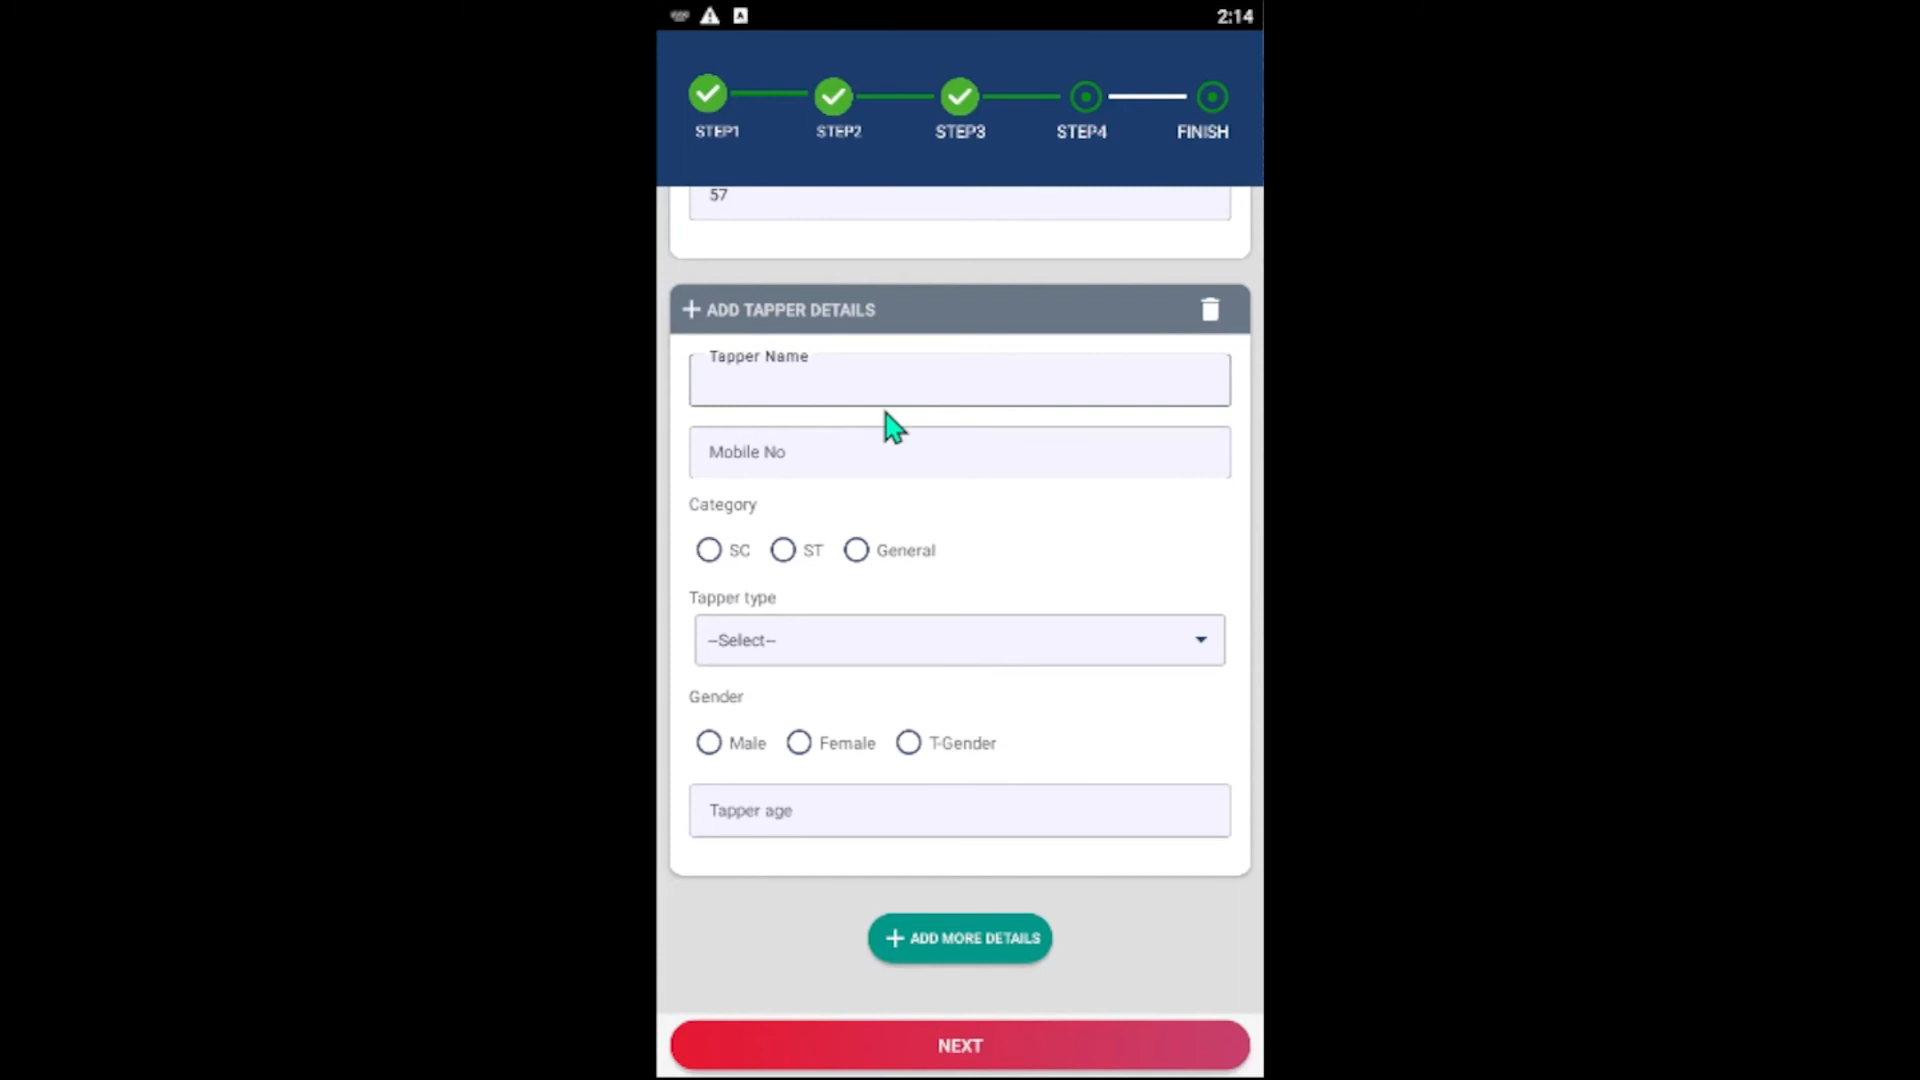 2:14
STEP1 STEP2 STEP3 STEP4 FINISH
57
ADD TAPPER DETAILS
Tapper Name
Mobile No
Category
SC ST General
Tapper type
--Select--
Gender
Male Female T-Gender
Tapper age
ADD MORE DETAILS
NEXT